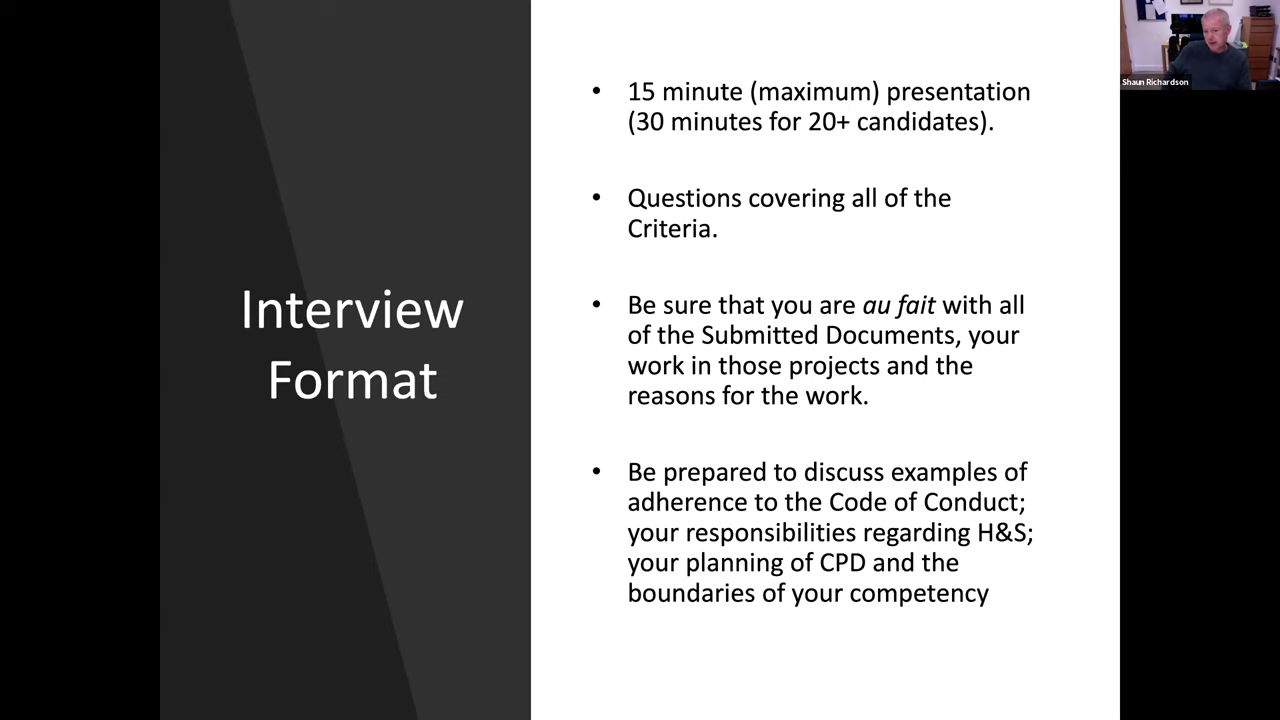 Interview
Format
• 15 minute (maximum) presentation
(30 minutes for 20+ candidates).
• Questions covering all of the
Criteria.
• Be sure that you are au fait with all
of the Submitted Documents, your
work in those projects and the
reasons for the work.
• Be prepared to discuss examples of
adherence to the Code of Conduct;
your responsibilities regarding H&S;
your planning of CPD and the
boundaries of your competency
Shaun Richardson